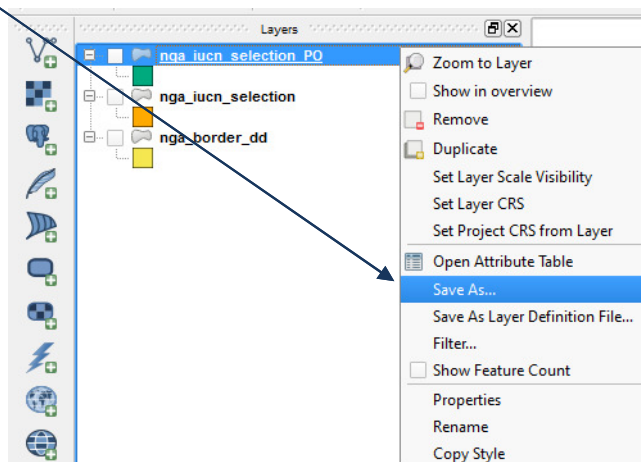 Layers
nga_iucn_selection_PO
nga_iucn_selection
nga_border_dd
Zoom to Layer
Show in overview
Remove
Duplicate
Set Layer Scale Visibility
Set Layer CRS
Set Project CRS from Layer
Open Attribute Table
Save As...
Save As Layer Definition File...
Filter...
Show Feature Count
Properties
Rename
Copy Style